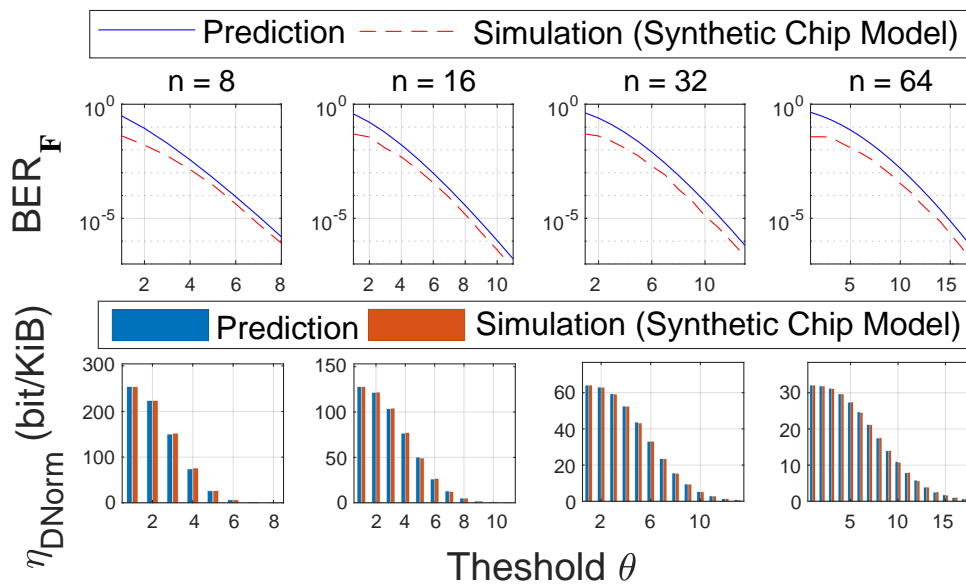 Prediction Simulation (Synthetic Chip Model)
n = 8 n = 16 n = 32 n = 64
BER_F
10^0 10^0 10^0 10^0
10^-5 10^-5 10^-5 10^-5
2 4 6 8 2 4 6 8 10 5 10 5 10 15
Prediction Simulation (Synthetic Chip Model)
η_DNorm (bit/KiB)
300 150 60 30
200 100 40 20
100 50 20 10
0 0 0 0
2 4 6 8 2 4 6 8 10 2 4 6 8 10 12 5 10 15
Theshold θ